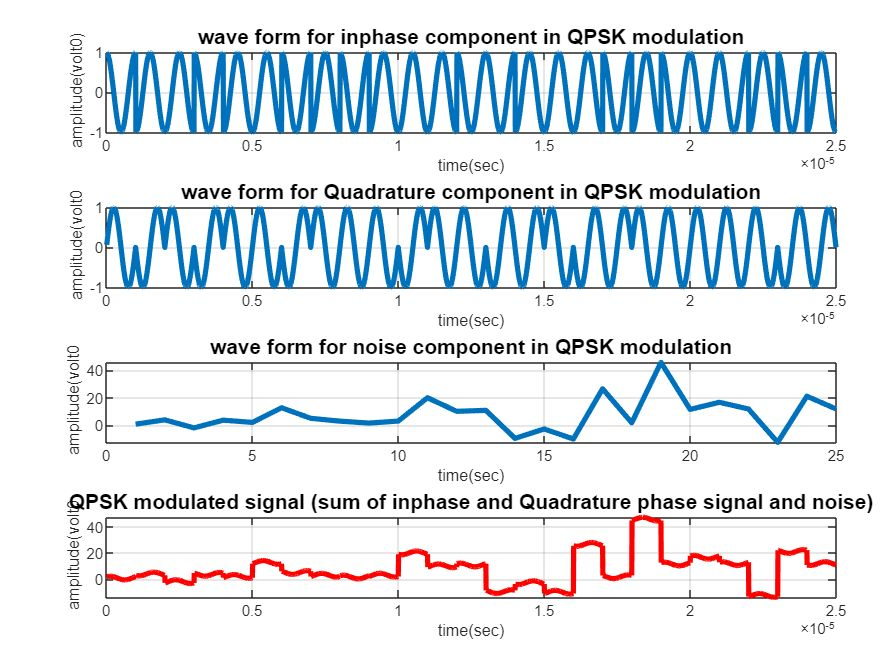 wave form for inphase component in QPSK modulation
amplitude(volt0)
1
0
-1
0 0.5 1 1.5 2 2.5
time(sec)
×10-5
wave form for Quadrature component in QPSK modulation
amplitude(volt0
1
0
-1
0 0.5 1 1.5 2 2.5
time(sec)
×10-5
wave form for noise component in QPSK modulation
amplitude(volt0
40
20
0
0 5 10 15 20 25
time(sec)
QPSK modulated signal (sum of inphase and Quadrature phase signal and noise)
amplitude(volt0
40
20
0
0 0.5 1 1.5 2 2.5
time(sec)
×10-5